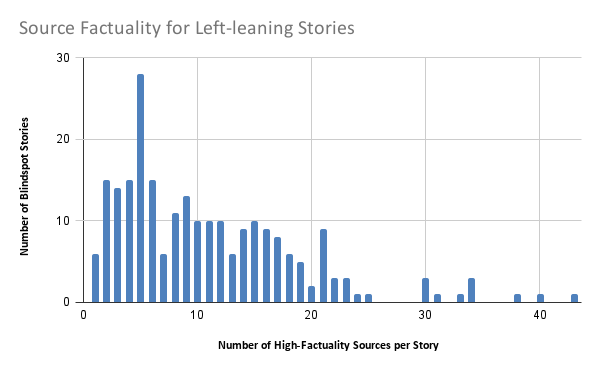 Source Factuality for Left-leaning Stories
30
20
10
0
Number of Blindspot Stories
0 10 20 30 40
Number of High-Factuality Sources per Story